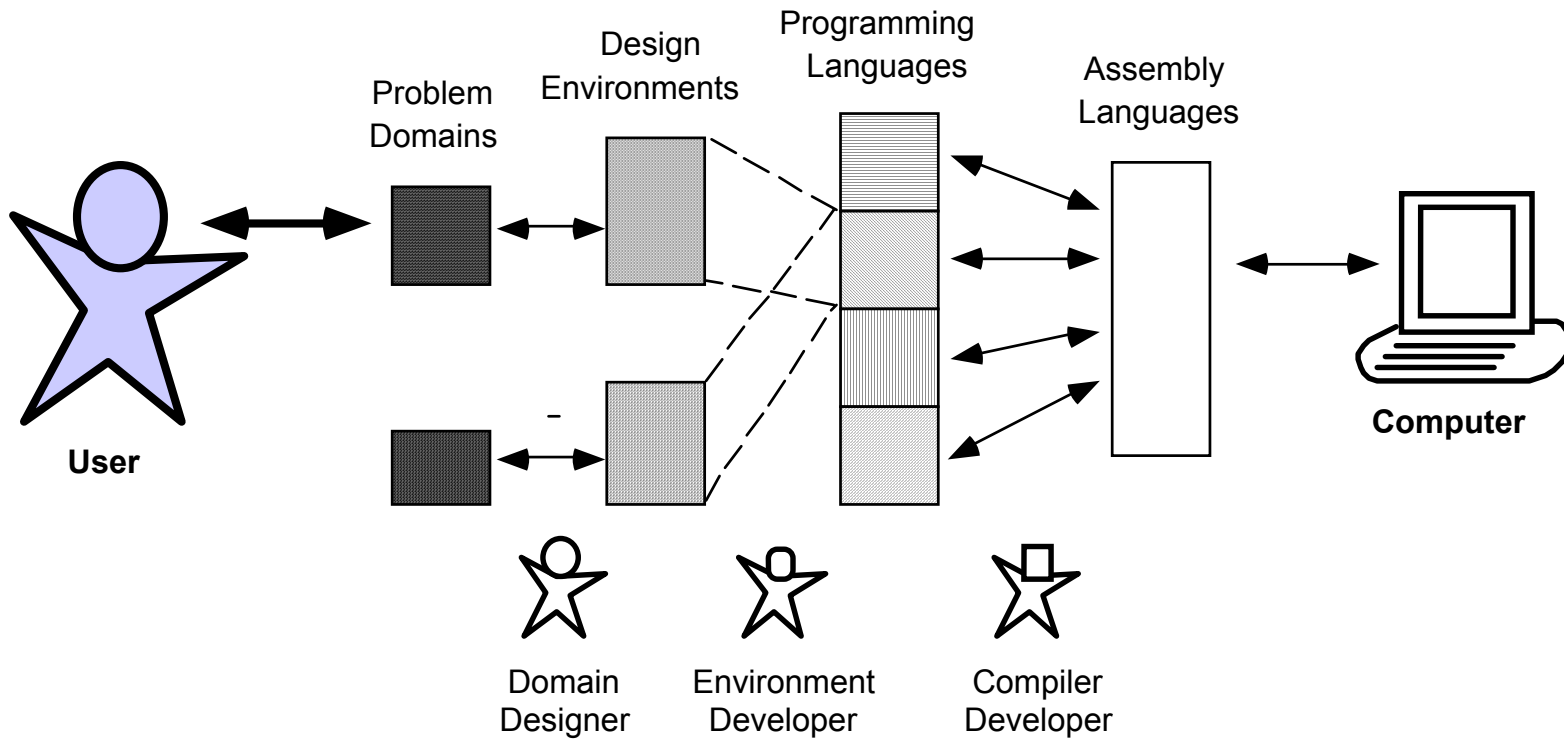 Problem
Domains
Design
Environments
Programming
Languages
Assembly
Languages
User
–
Computer
Domain
Designer
Environment
Developer
Compiler
Developer